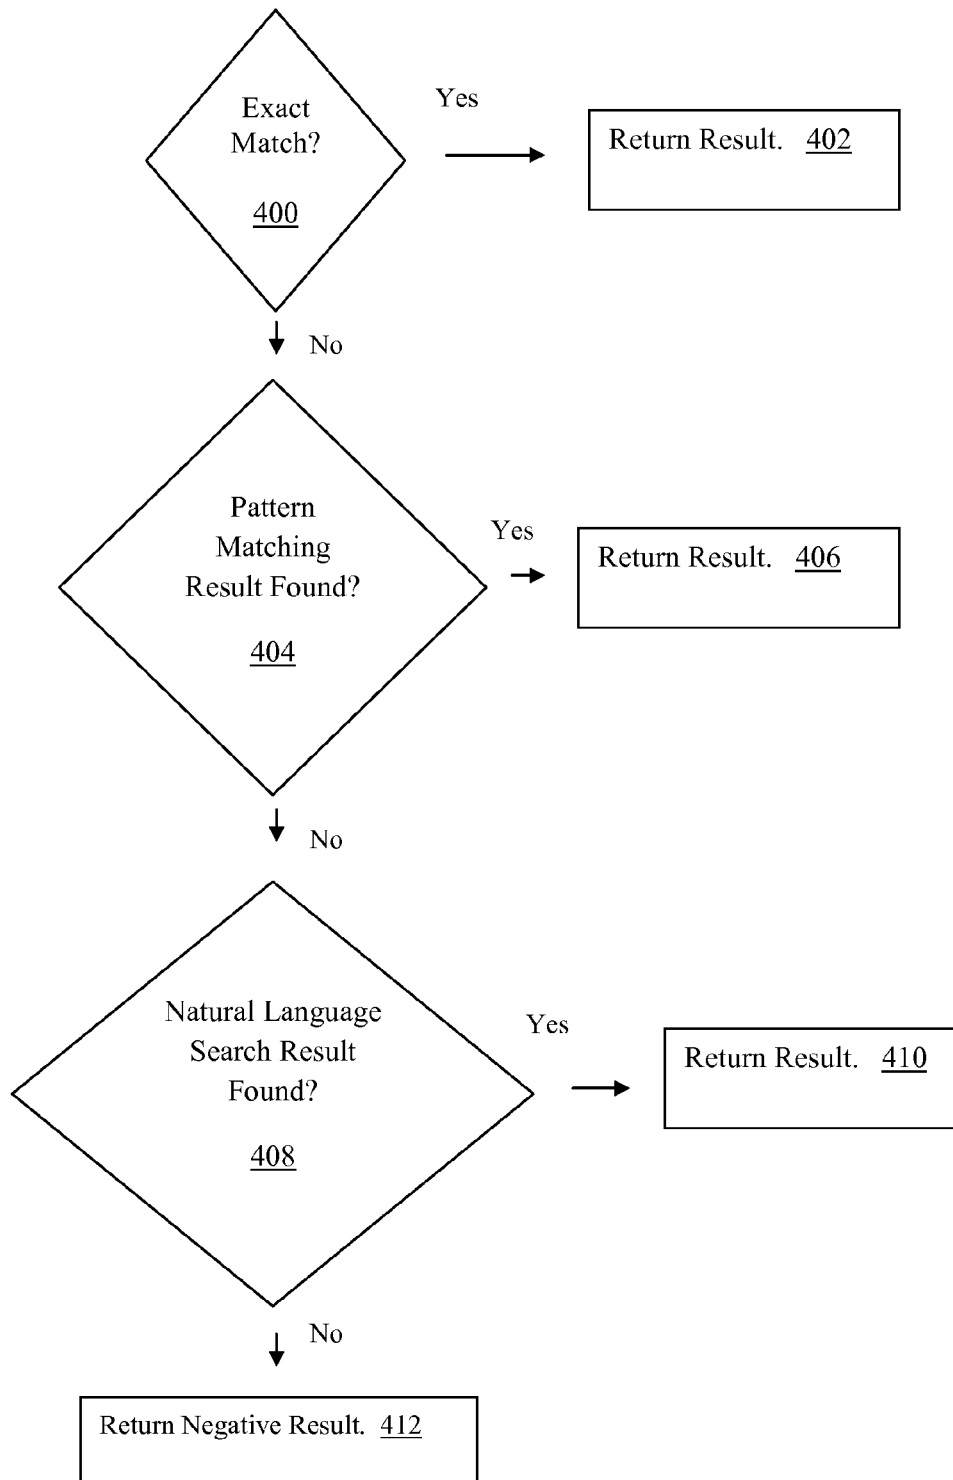 Exact
Match?
400
Yes
Return Result. 402
No
Pattern
Matching
Result Found?
404
Yes
Return Result. 406
No
Natural Language
Search Result
Found?
408
Yes
Return Result. 410
No
Return Negative Result. 412